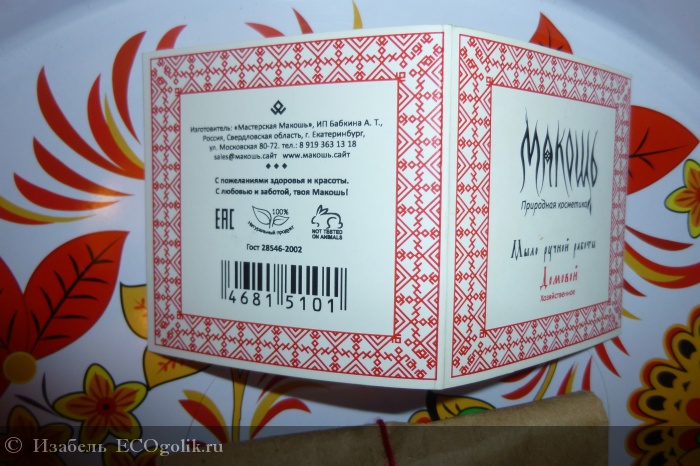 Изготовитель: «Мастерская Макошь», ИП Бабкина А. Т.,
Россия, Свердловская область, г. Екатеринбург,
ул. Московская 80-72. тел.: 8 919 363 13 18
sales@макошь.сайт www.макошь.сайт
С пожеланиями здоровья и красоты.
С любовью и заботой, твоя Макошь!
ЕАС
100%
натуральный продукт
NOT TESTED
ON ANIMALS
Гост 28546-2002
4681 5101
МАКОШЬ
Природная косметика
Мыло ручной работы
Домовой
Хозяйственная
© Изабель ECOgolik.ru